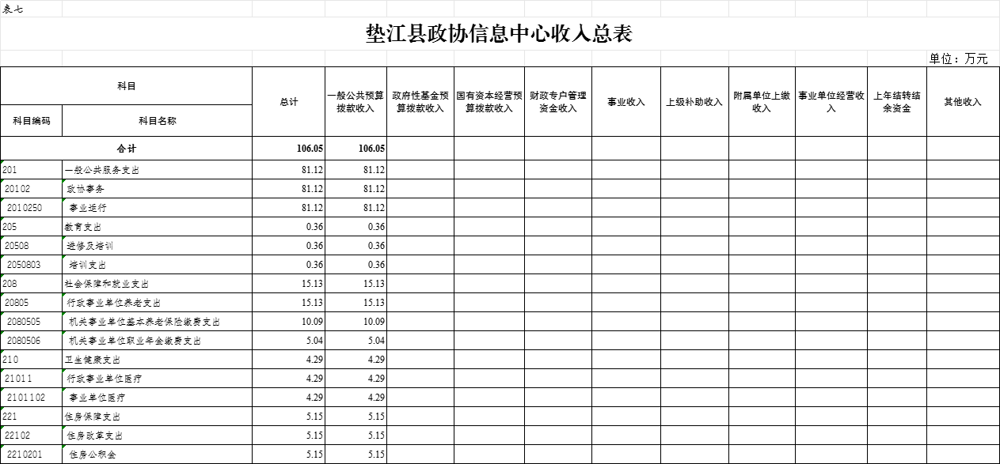 表七
垫江县政协信息中心收入总表
单位：万元
科目 总计 一般公共预算拨款收入 政府性基金预算拨款收入 国有资本经营预算拨款收入 财政专户管理资金收入 事业收入 上级补助收入 附属单位上缴收入 事业单位经营收入 上年结转结余资金 其他收入
科目编码 科目名称
合计 106.05 106.05
201 一般公共服务支出 81.12 81.12
20102 政协事务 81.12 81.12
2010250 事业运行 81.12 81.12
205 教育支出 0.36 0.36
20508 进修及培训 0.36 0.36
2050803 培训支出 0.36 0.36
208 社会保障和就业支出 15.13 15.13
20805 行政事业单位养老支出 15.13 15.13
2080505 机关事业单位基本养老保险缴费支出 10.09 10.09
2080506 机关事业单位职业年金缴费支出 5.04 5.04
210 卫生健康支出 4.29 4.29
21011 行政事业单位医疗 4.29 4.29
2101102 事业单位医疗 4.29 4.29
221 住房保障支出 5.15 5.15
22102 住房改革支出 5.15 5.15
2210201 住房公积金 5.15 5.15